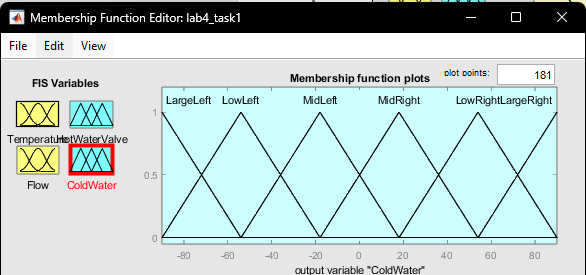 Membership Function Editor: lab4_task1
File Edit View
FIS Variables
Membership function plots
plot points: 181
LargeLeft LowLeft MidLeft MidRight LowRight LargeRight
1
0.5
0
Temperature HotWaterValve
Flow ColdWater
-80 -60 -40 -20 0 20 40 60 80
output variable "ColdWater"